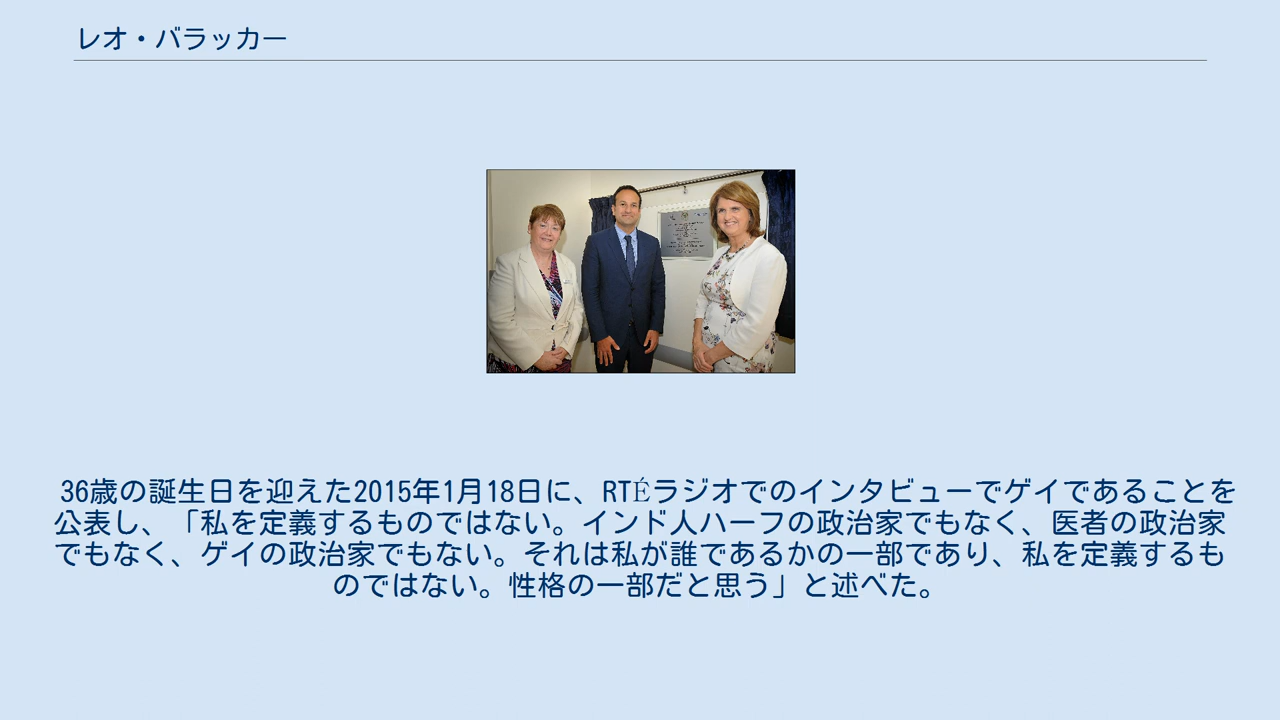 レオ・バラッカー
36歳の誕生日を迎えた2015年1月18日に、RTÉラジオでのインタビューでゲイであることを
公表し、「私を定義するものではない。インド人ハーフの政治家でもなく、医者の政治家
でもなく、ゲイの政治家でもない。それは私が誰であるかの一部であり、私を定義するも
のではない。性格の一部だと思う」と述べた。